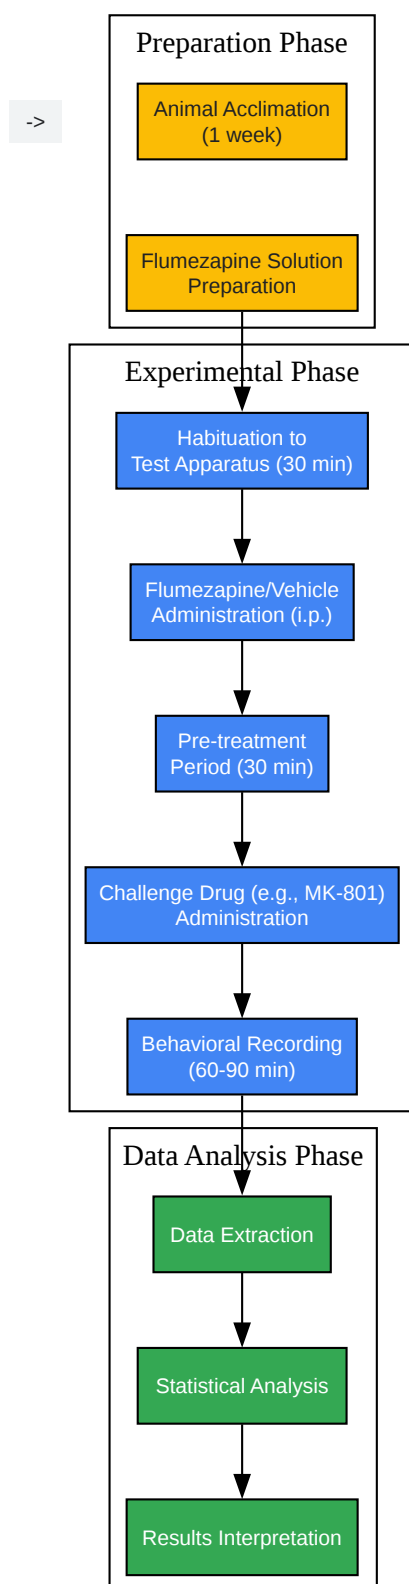 Preparation Phase
->
Animal Acclimation
(1 week)
Flumezapine Solution
Preparation
Experimental Phase
Habituation to
Test Apparatus (30 min)
Flumezapine/Vehicle
Administration (i.p.)
Pre-treatment
Period (30 min)
Challenge Drug (e.g., MK-801)
Administration
Behavioral Recording
(60-90 min)
Data Analysis Phase
Data Extraction
Statistical Analysis
Results Interpretation